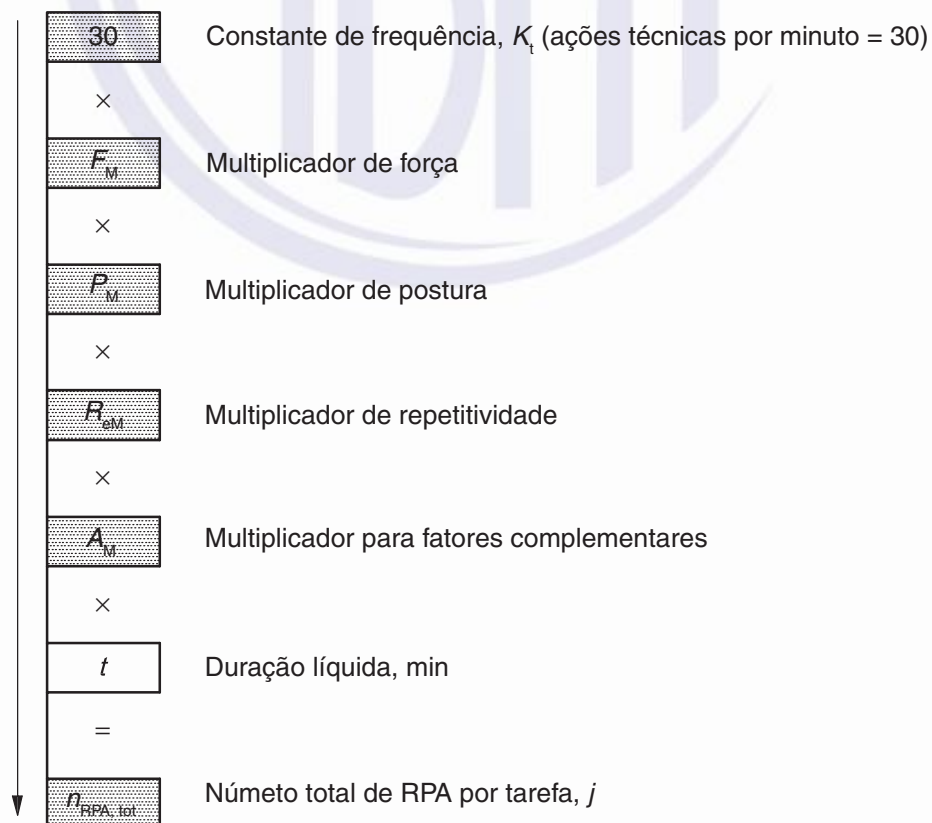 30 Constante de frequência, Kt (ações técnicas por minuto = 30)
×
FM Multiplicador de força
×
PM Multiplicador de postura
×
ReM Multiplicador de repetitividade
×
AM Multiplicador para fatores complementares
×
t Duração líquida, min
=
nRPA, tot Númeto total de RPA por tarefa, j